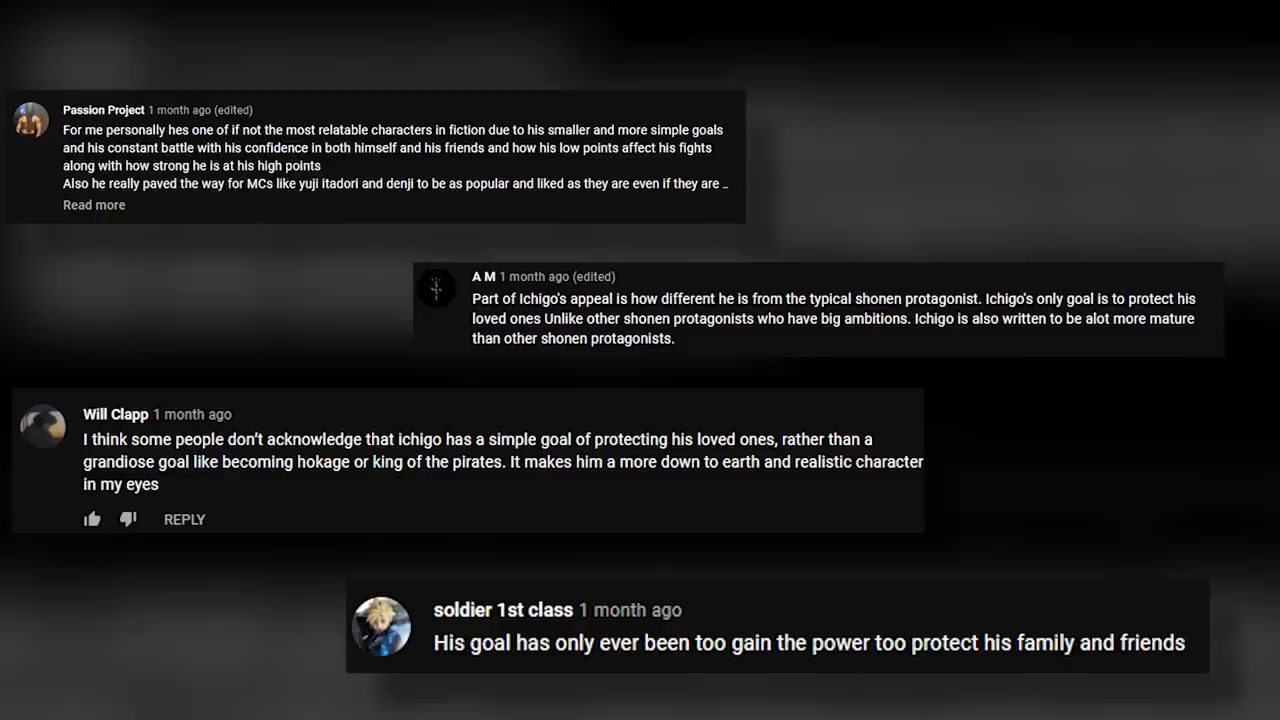 Passion Project 1 month ago (edited)
For me personally hes one of if not the most relatable characters in fiction due to his smaller and more simple goals
and his constant battle with his confidence in both himself and his friends and how his low points affect his fights
along with how strong he is at his high points
Also he really paved the way for MCs like yuji itadori and denji to be as popular and liked as they are even if they are ...
Read more
A M 1 month ago (edited)
Part of Ichigo's appeal is how different he is from the typical shonen protagonist. Ichigo's only goal is to protect his
loved ones Unlike other shonen protagonists who have big ambitions. Ichigo is also written to be alot more mature
than other shonen protagonists.
Will Clapp 1 month ago
I think some people don't acknowledge that ichigo has a simple goal of protecting his loved ones, rather than a
grandiose goal like becoming hokage or king of the pirates. It makes him a more down to earth and realistic character
in my eyes
REPLY
soldier 1st class 1 month ago
His goal has only ever been too gain the power too protect his family and friends